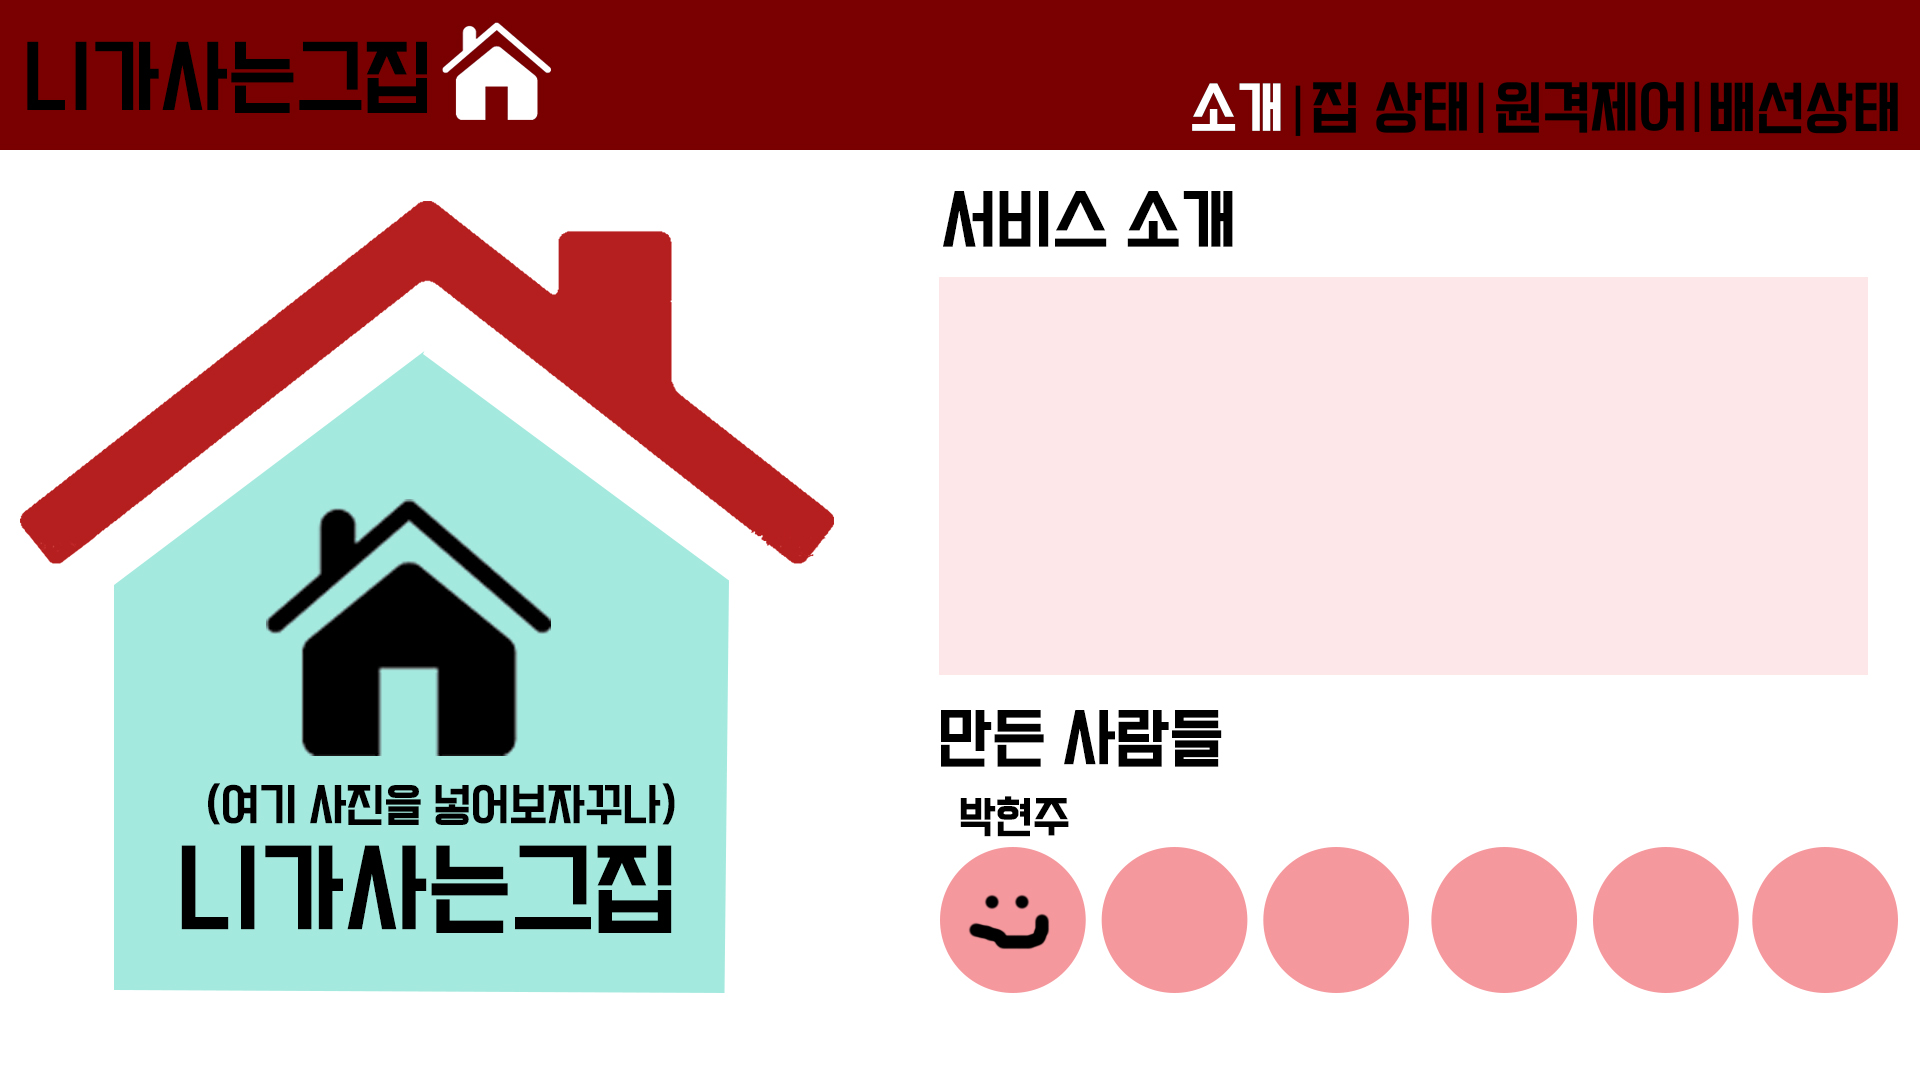 니가사는그집
소개|집 상태|원격제어|배선상태
서비스 소개
(여기 사진을 넣어보자꾸나)
니가사는그집
만든 사람들
박현주